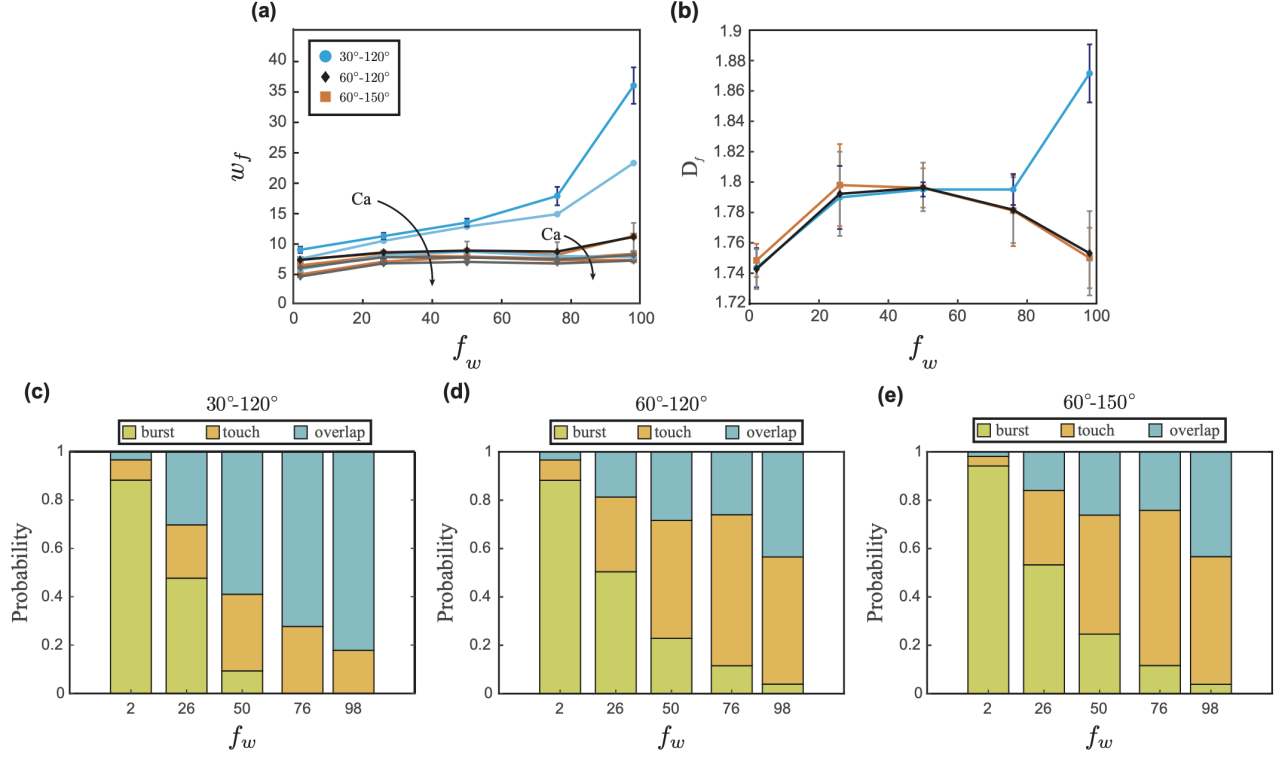 (a)
40
35
30
25
20
15
10
5
0
0 20 40 60 80 100
w_f
f_w
30°-120°
60°-120°
60°-150°
Ca
Ca
(b)
1.9
1.88
1.86
1.84
1.82
1.8
1.78
1.76
1.74
1.72
0 20 40 60 80 100
D_f
f_w
(c)
30°-120°
burst touch overlap
1
0.8
0.6
0.4
0.2
0
Probability
2 26 50 76 98
f_w
(d)
60°-120°
burst touch overlap
1
0.8
0.6
0.4
0.2
0
Probability
2 26 50 76 98
f_w
(e)
60°-150°
burst touch overlap
1
0.8
0.6
0.4
0.2
0
Probability
2 26 50 76 98
f_w